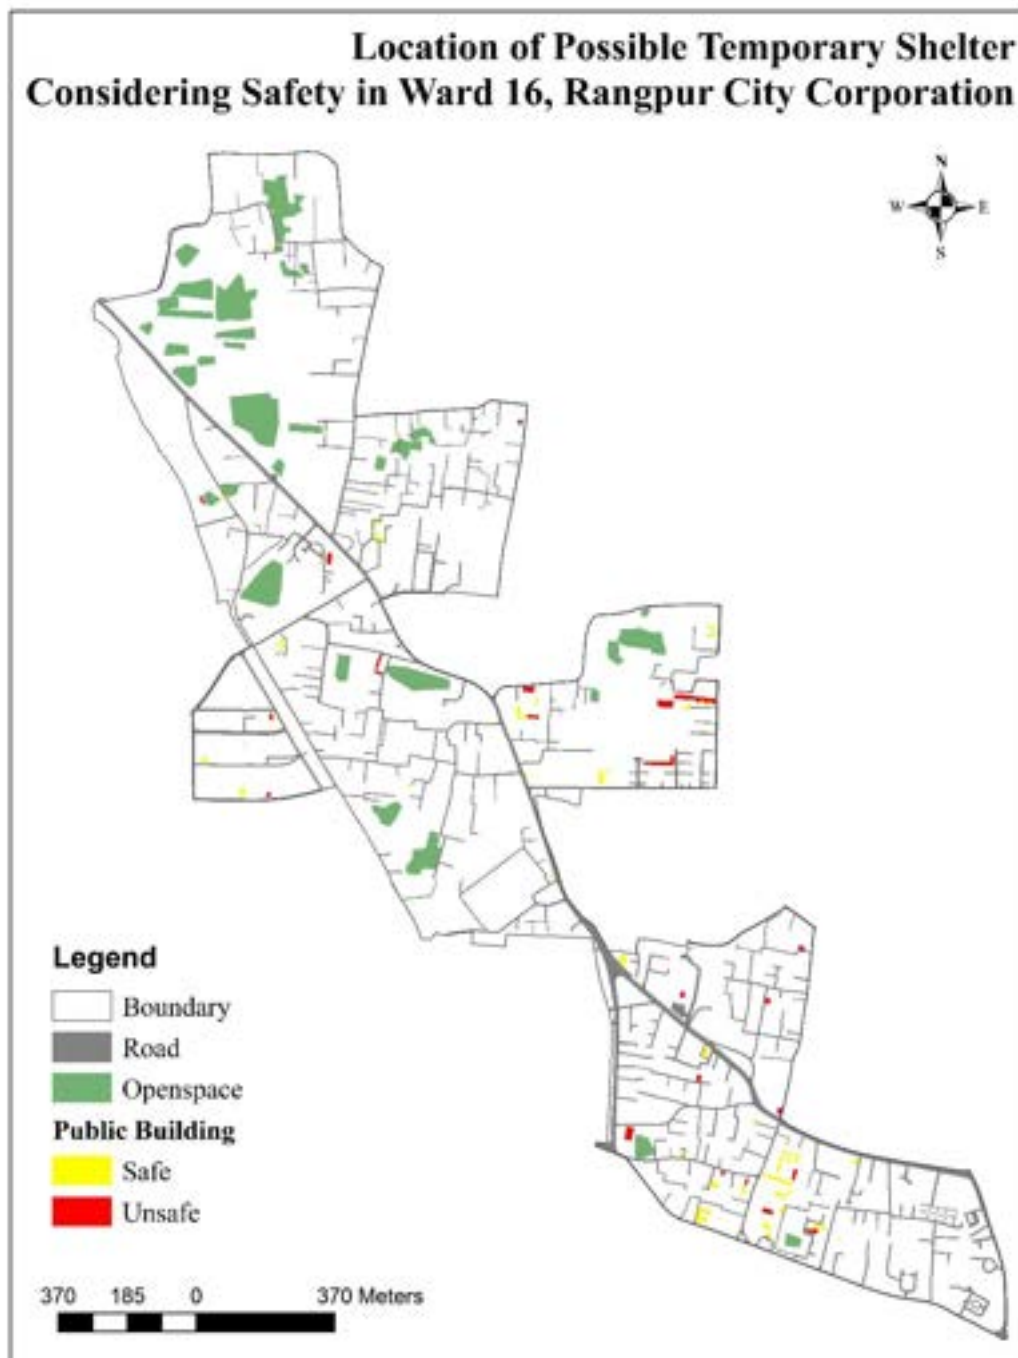 Location of Possible Temporary Shelter
Considering Safety in Ward 16, Rangpur City Corporation
N
W E
S
Legend
Boundary
Road
Openspace
Public Building
Safe
Unsafe
370 185 0 370 Meters